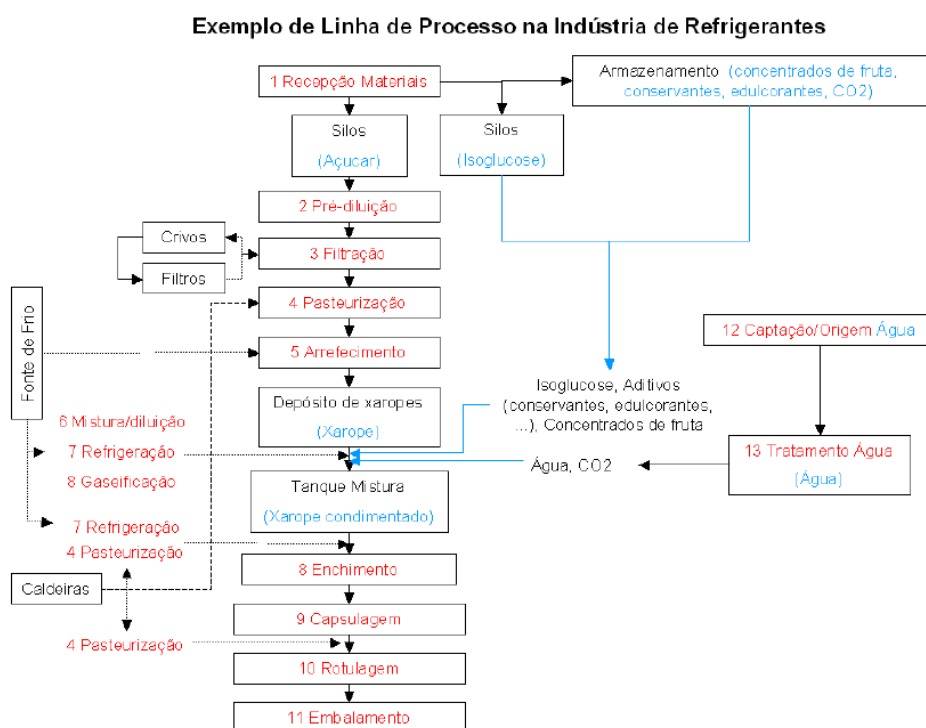 Exemplo de Linha de Processo na Indústria de Refrigerantes
1 Recepção Materiais
Armazenamento (concentrados de fruta,
conservantes, edulcorantes, CO2)
Silos
(Açucar)
Silos
(Isoglucose)
2 Pré-diluição
Crivos
3 Filtração
Filtros
4 Pasteurização
Fonte de Frio
12 Captação/Origem Água
5 Arrefecimento
Isoglucose, Aditivos
(conservantes, edulcorantes,
...), Concentrados de fruta
Depósito de xaropes
(Xarope)
6 Mistura/diluição
7 Refrigeração
8 Gaseificação
Água, CO2
13 Tratamento Água
(Água)
Tanque Mistura
(Xarope condimentado)
7 Refrigeração
4 Pasteurização
8 Enchimento
Caldeiras
9 Capsulagem
4 Pasteurização
10 Rotulagem
11 Embalamento